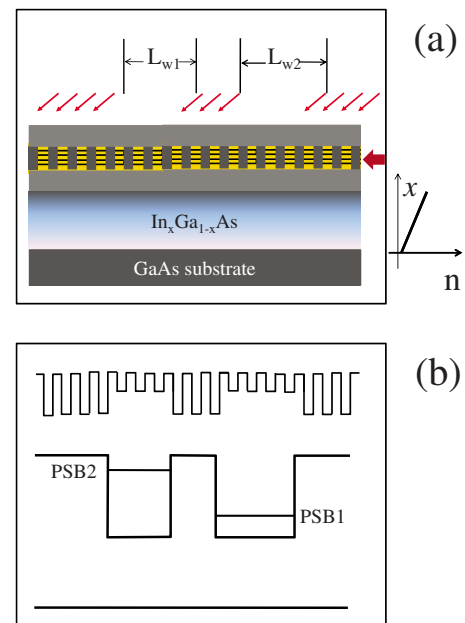 (a)
L_w1 L_w2
In_xGa_1-xAs
GaAs substrate
x
n
(b)
PSB2
PSB1